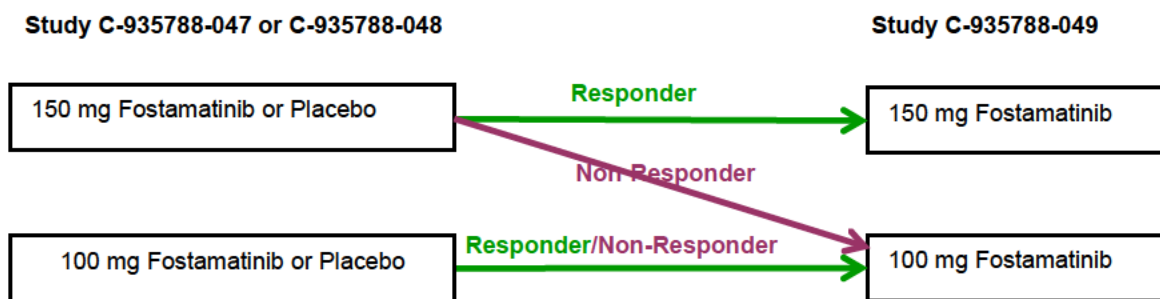 Study C-935788-047 or C-935788-048
Study C-935788-049
150 mg Fostamatinib or Placebo
Responder
150 mg Fostamatinib
Non-Responder
100 mg Fostamatinib or Placebo
Responder/Non-Responder
100 mg Fostamatinib